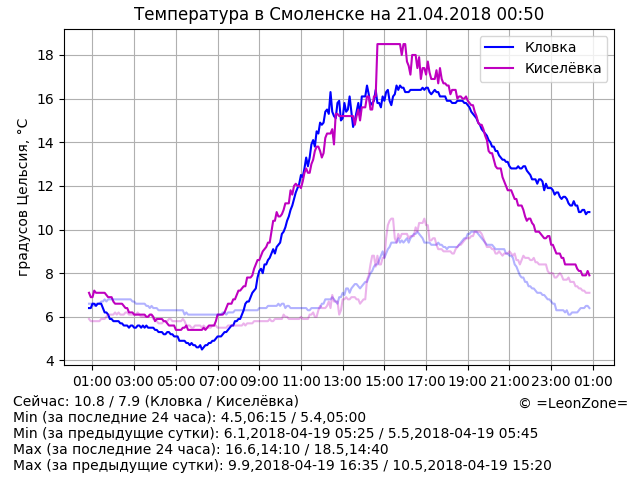 Температура в Смоленске на 21.04.2018 00:50
Кловка
Киселёвка
градусов Цельсия, °C
18
16
14
12
10
8
6
4
01:00 03:00 05:00 07:00 09:00 11:00 13:00 15:00 17:00 19:00 21:00 23:00 01:00
Сейчас: 10.8 / 7.9 (Кловка / Киселёвка)
© =LeonZone=
Min (за последние 24 часа): 4.5,06:15 / 5.4,05:00
Min (за предыдущие сутки): 6.1,2018-04-19 05:25 / 5.5,2018-04-19 05:45
Max (за последние 24 часа): 16.6,14:10 / 18.5,14:40
Max (за предыдущие сутки): 9.9,2018-04-19 16:35 / 10.5,2018-04-19 15:20